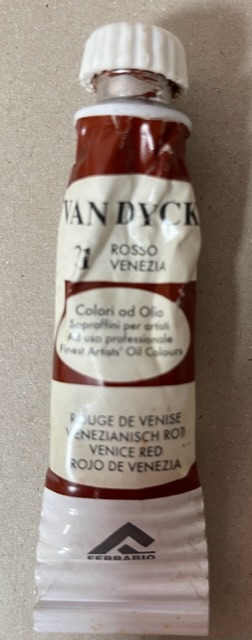 VAN DYCK
21 ROSSO
VENEZIA
Colori ad Olio
Sopraffini per artisti
Ad uso professionale
Finest Artists' Oil Colours
ROUGE DE VENISE
VENEZIANISCH ROT
VENICE RED
ROJO DE VENEZIA
FERRARIO